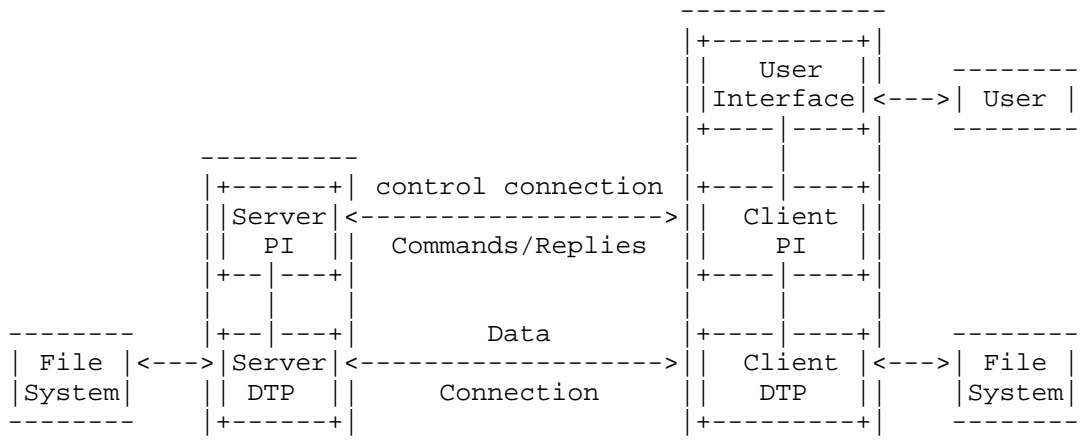 User
Interface
User
control connection
Server
PI
Client
PI
Commands/Replies
Data
File
System
Server
DTP
Connection
Client
DTP
File
System